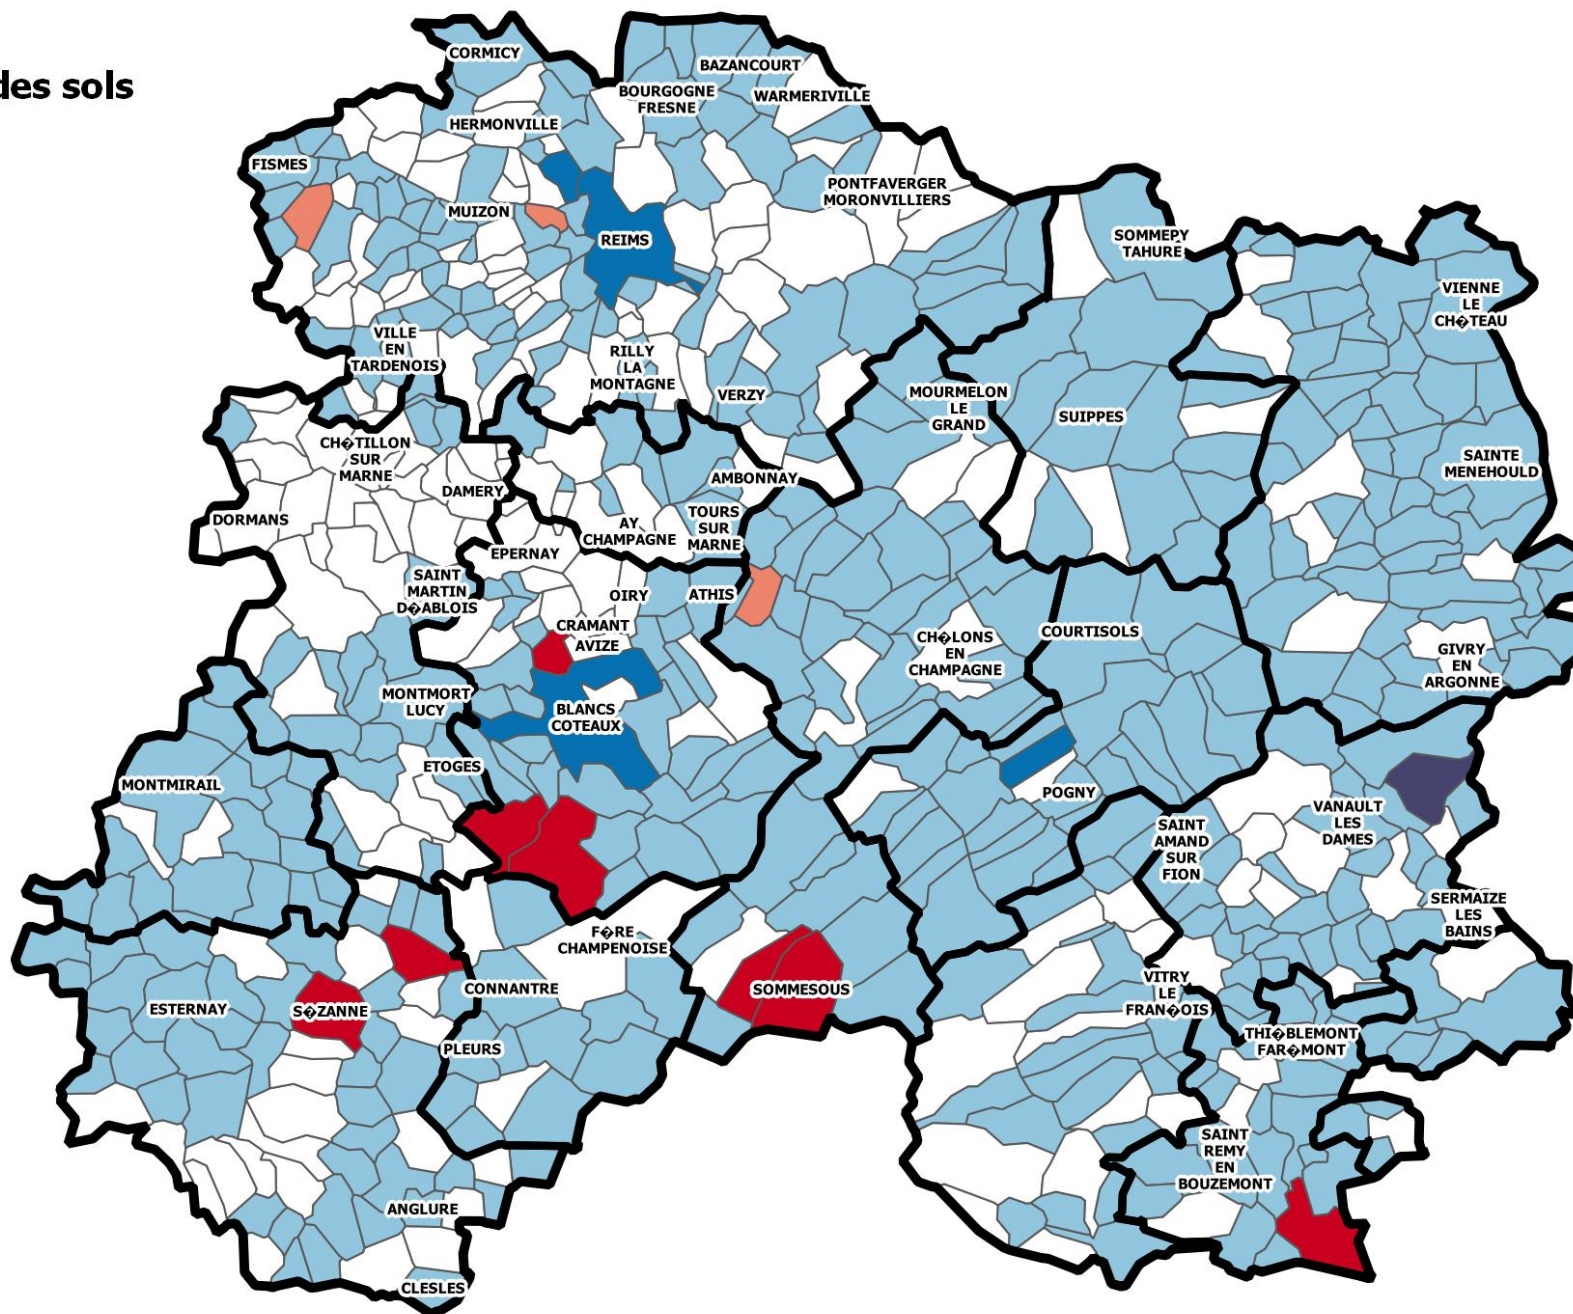 des sols
CORMICY
BAZANCOURT
BOURGOGNE
FRESNE
WARMERIVILLE
HERMONVILLE
FISMES
PONTFAVERGER
MORONVILLIERS
MUIZON
REIMS
SOMMEPY
TAHURE
VIENNE
LE
CH�TEAU
VILLE
EN
TARDENOIS
RILLY
LA
MONTAGNE
VERZY
MOURMELON
LE
GRAND
SUIPPES
CH�TILLON
SUR
MARNE
SAINTE
MENEHOULD
AMBONNAY
DAMERY
DORMANS
TOURS
SUR
MARNE
AY
CHAMPAGNE
EPERNAY
SAINT
MARTIN
D�ABLOIS
OIRY
ATHIS
CRAMANT
AVIZE
CH�LONS
EN
CHAMPAGNE
COURTISOLS
GIVRY
EN
ARGONNE
MONTMORT
LUCY
BLANCS
COTEAUX
ETOGES
MONTMIRAIL
POGNY
VANAULT
LES
DAMES
SAINT
AMAND
SUR
FION
SERMAIZE
LES
BAINS
F�RE
CHAMPENOISE
CONNANTRE
SOMMESOUS
VITRY
LE
FRAN�OIS
ESTERNAY
S�ZANNE
THI�BLEMONT
FAR�MONT
PLEURS
SAINT
REMY
EN
BOUZEMONT
ANGLURE
CLESLES